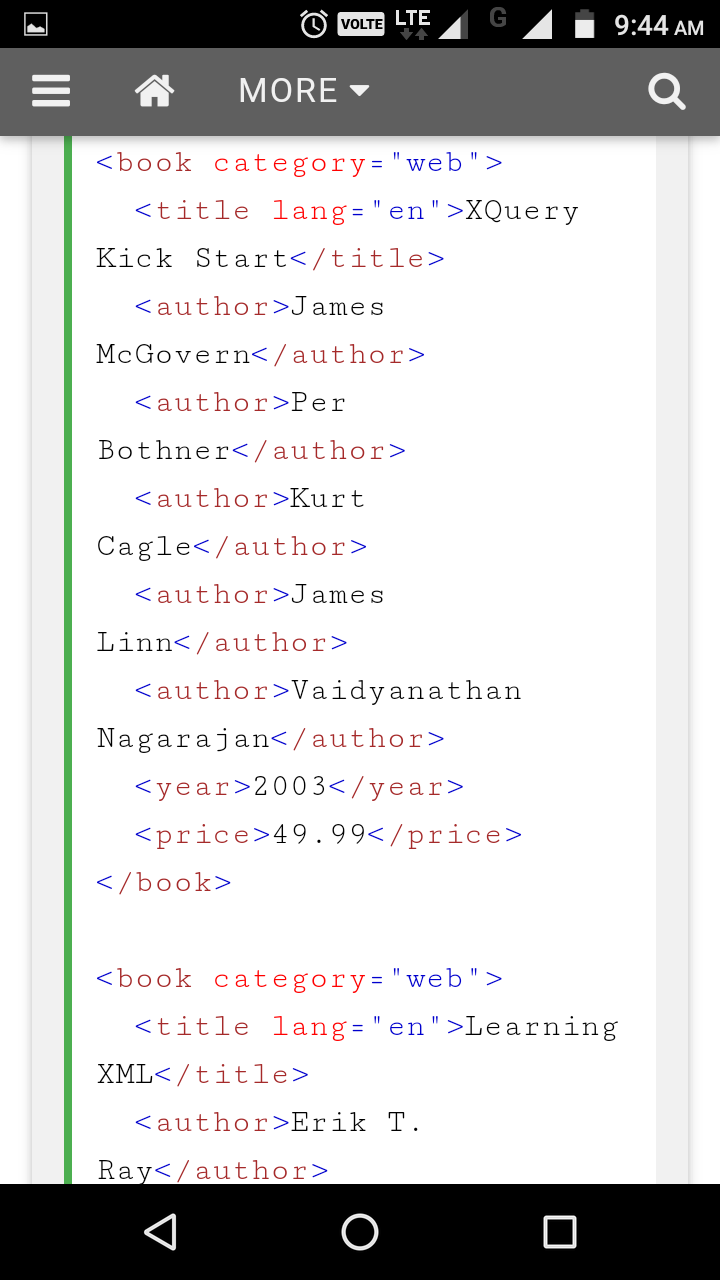 VOLTE LTE G 9:44 AM
MORE
<book category="web">
  <title lang="en">XQuery
Kick Start</title>
  <author>James
McGovern</author>
  <author>Per
Bothner</author>
  <author>Kurt
Cagle</author>
  <author>James
Linn</author>
  <author>Vaidyanathan
Nagarajan</author>
  <year>2003</year>
  <price>49.99</price>
</book>

<book category="web">
  <title lang="en">Learning
XML</title>
  <author>Erik T.
Ray</author>